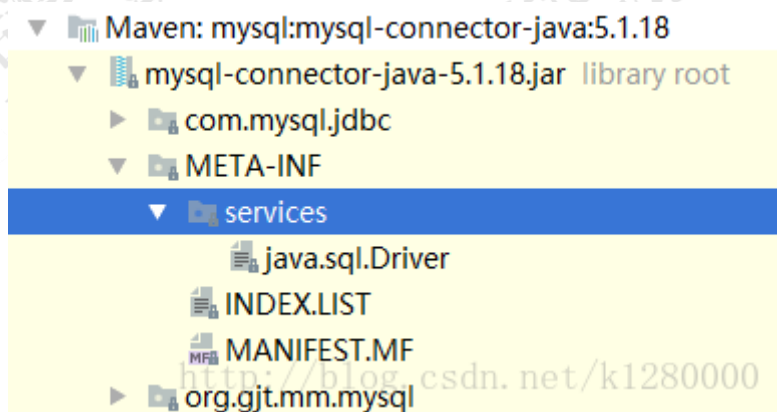 Maven: mysql:mysql-connector-java:5.1.18
mysql-connector-java-5.1.18.jar library root
com.mysql.jdbc
META-INF
services
java.sql.Driver
INDEX.LIST
MANIFEST.MF
http://blog.csdn.net/k1280000
org.gjt.mm.mysql